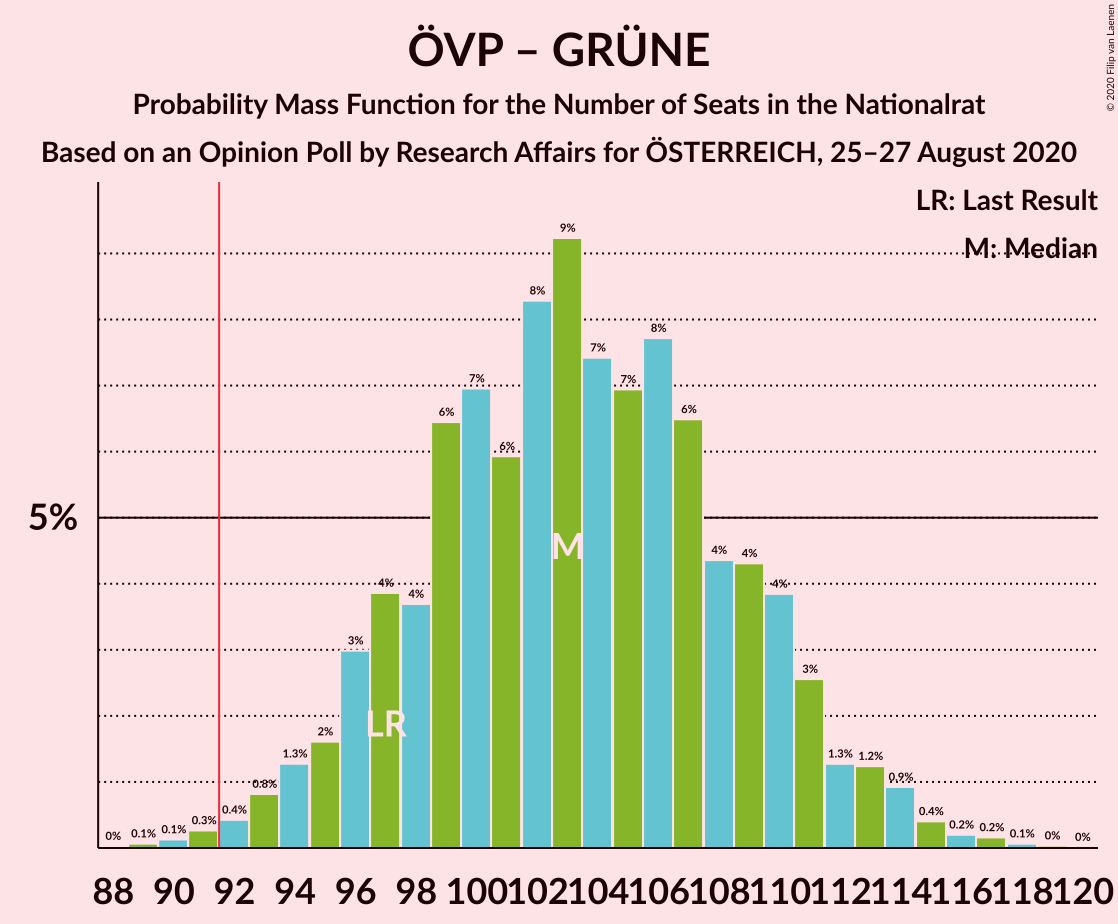 ÖVP – GRÜNE
Probability Mass Function for the Number of Seats in the Nationalrat
Based on an Opinion Poll by Research Affairs for ÖSTERREICH, 25–27 August 2020
© 2020 Filip van Laenen
LR: Last Result
M: Median
5%
0% 0.1% 0.1% 0.3% 0.4% 0.8% 1.3% 2% 3% 4% 4% 6% 7% 6% 8% 9% 7% 7% 8% 6% 4% 4% 4% 3% 1.3% 1.2% 0.9% 0.4% 0.2% 0.2% 0.1% 0% 0%
M
LR
88 90 92 94 96 98 100 102 104 106 108 110 112 114 116 118 120